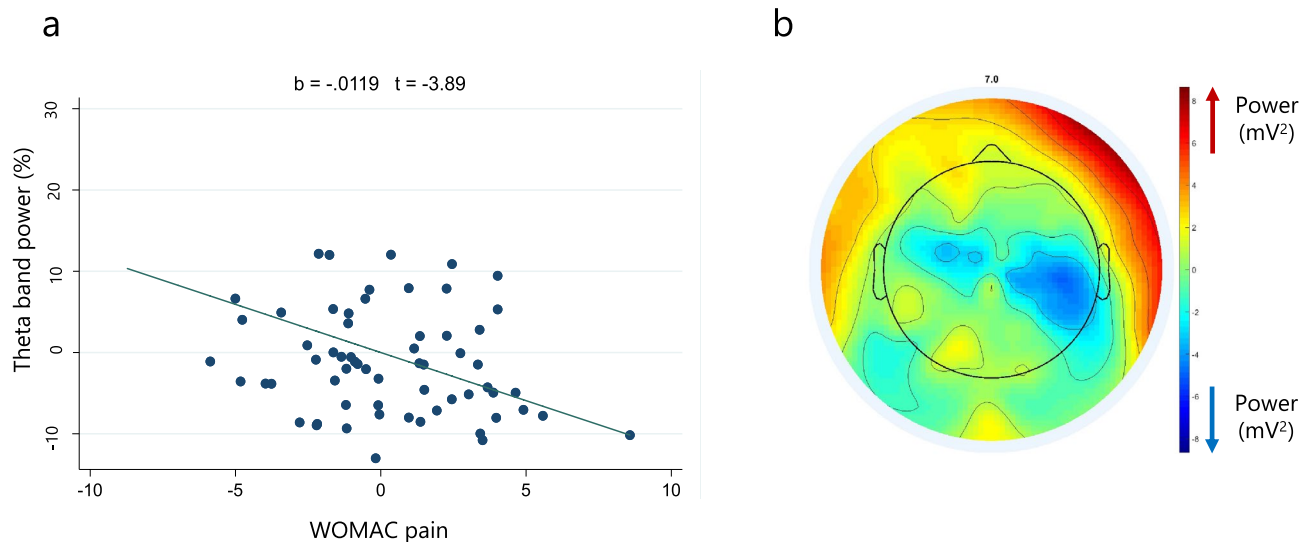 a
b = -.0119 t = -3.89
30
20
10
0
-10
Theta band power (%)
-10 -5 0 5 10
WOMAC pain
b
7.0
8
6
4
2
0
-2
-4
-6
-8
Power
(mV²)
Power
(mV²)